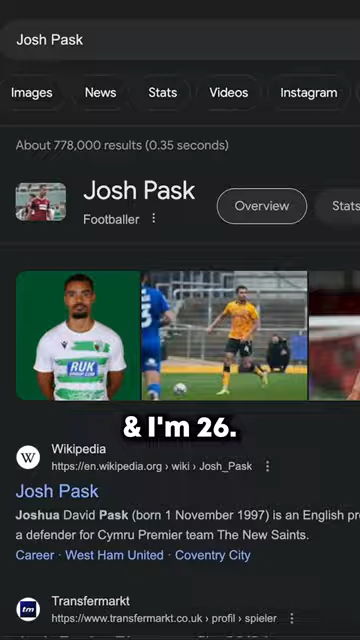 Josh Pask
Images News Stats Videos Instagram
About 778,000 results (0.35 seconds)
Josh Pask
Footballer
Overview Stats
RUK
& I'm 26.
W Wikipedia
https://en.wikipedia.org › wiki › Josh_Pask
Josh Pask
Joshua David Pask (born 1 November 1997) is an English pro
a defender for Cymru Premier team The New Saints.
Career · West Ham United · Coventry City
tm Transfermarkt
https://www.transfermarkt.co.uk › profil › spieler